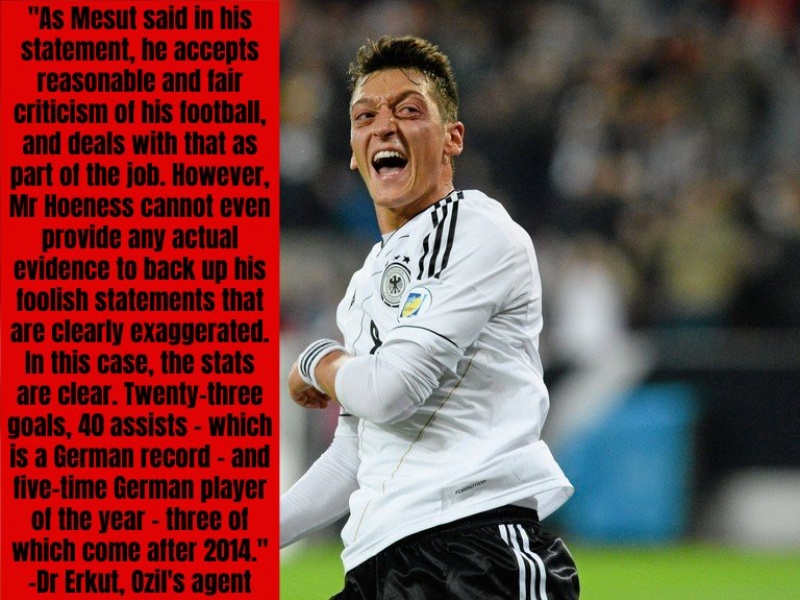 "As Mesut said in his
statement, he accepts
reasonable and fair
criticism of his football,
and deals with that as
part of the job. However,
Mr Hoeness cannot even
provide any actual
evidence to back up his
foolish statements that
are clearly exaggerated.
In this case, the stats
are clear. Twenty-three
goals, 40 assists - which
is a German record - and
five-time German player
of the year - three of
which come after 2014."
-Dr Erkut, Ozil's agent